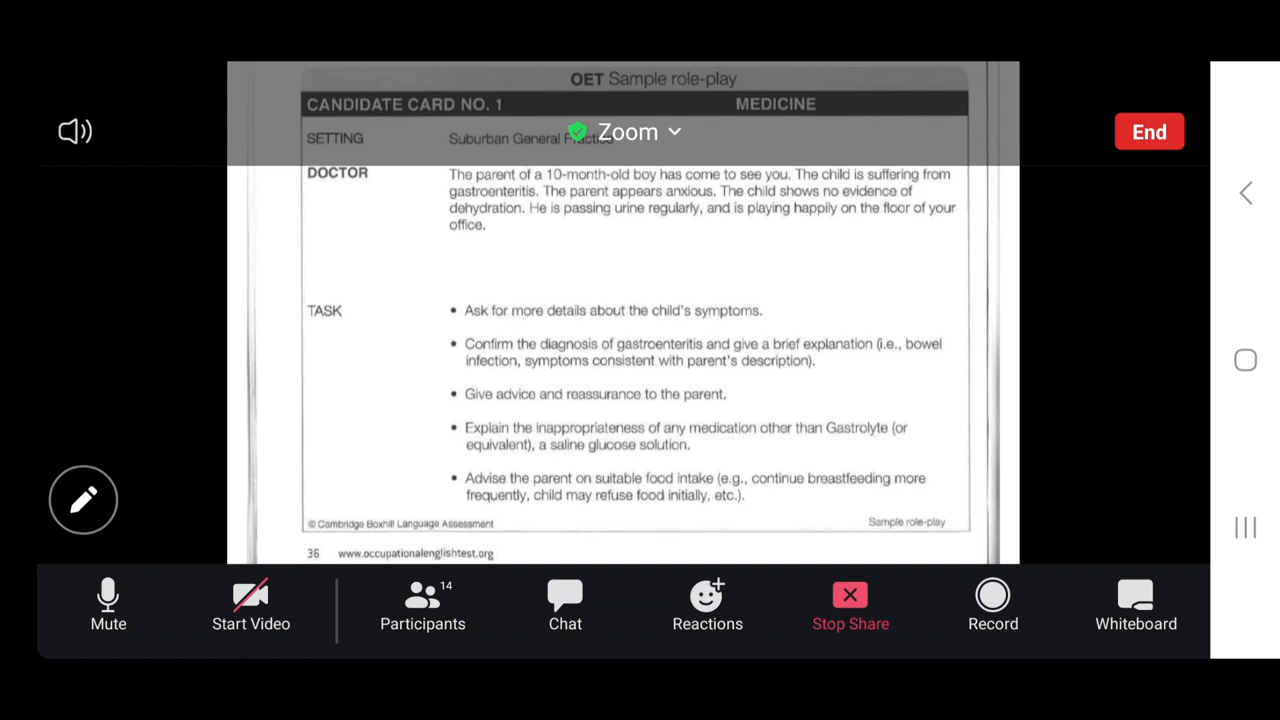 OET Sample role-play
CANDIDATE CARD NO. 1 MEDICINE
SETTING Suburban General Practice
Zoom
End
DOCTOR The parent of a 10-month-old boy has come to see you. The child is suffering from
gastroenteritis. The parent appears anxious. The child shows no evidence of
dehydration. He is passing urine regularly, and is playing happily on the floor of your
office.
TASK • Ask for more details about the child's symptoms.
• Confirm the diagnosis of gastroenteritis and give a brief explanation (i.e., bowel
infection, symptoms consistent with parent's description).
• Give advice and reassurance to the parent.
• Explain the inappropriateness of any medication other than Gastrolyte (or
equivalent), a saline glucose solution.
• Advise the parent on suitable food intake (e.g., continue breastfeeding more
frequently, child may refuse food initially, etc.).
© Cambridge Boxhill Language Assessment Sample role-play
36 www.occupationalenglishtest.org
14
Mute Start Video Participants Chat Reactions Stop Share Record Whiteboard